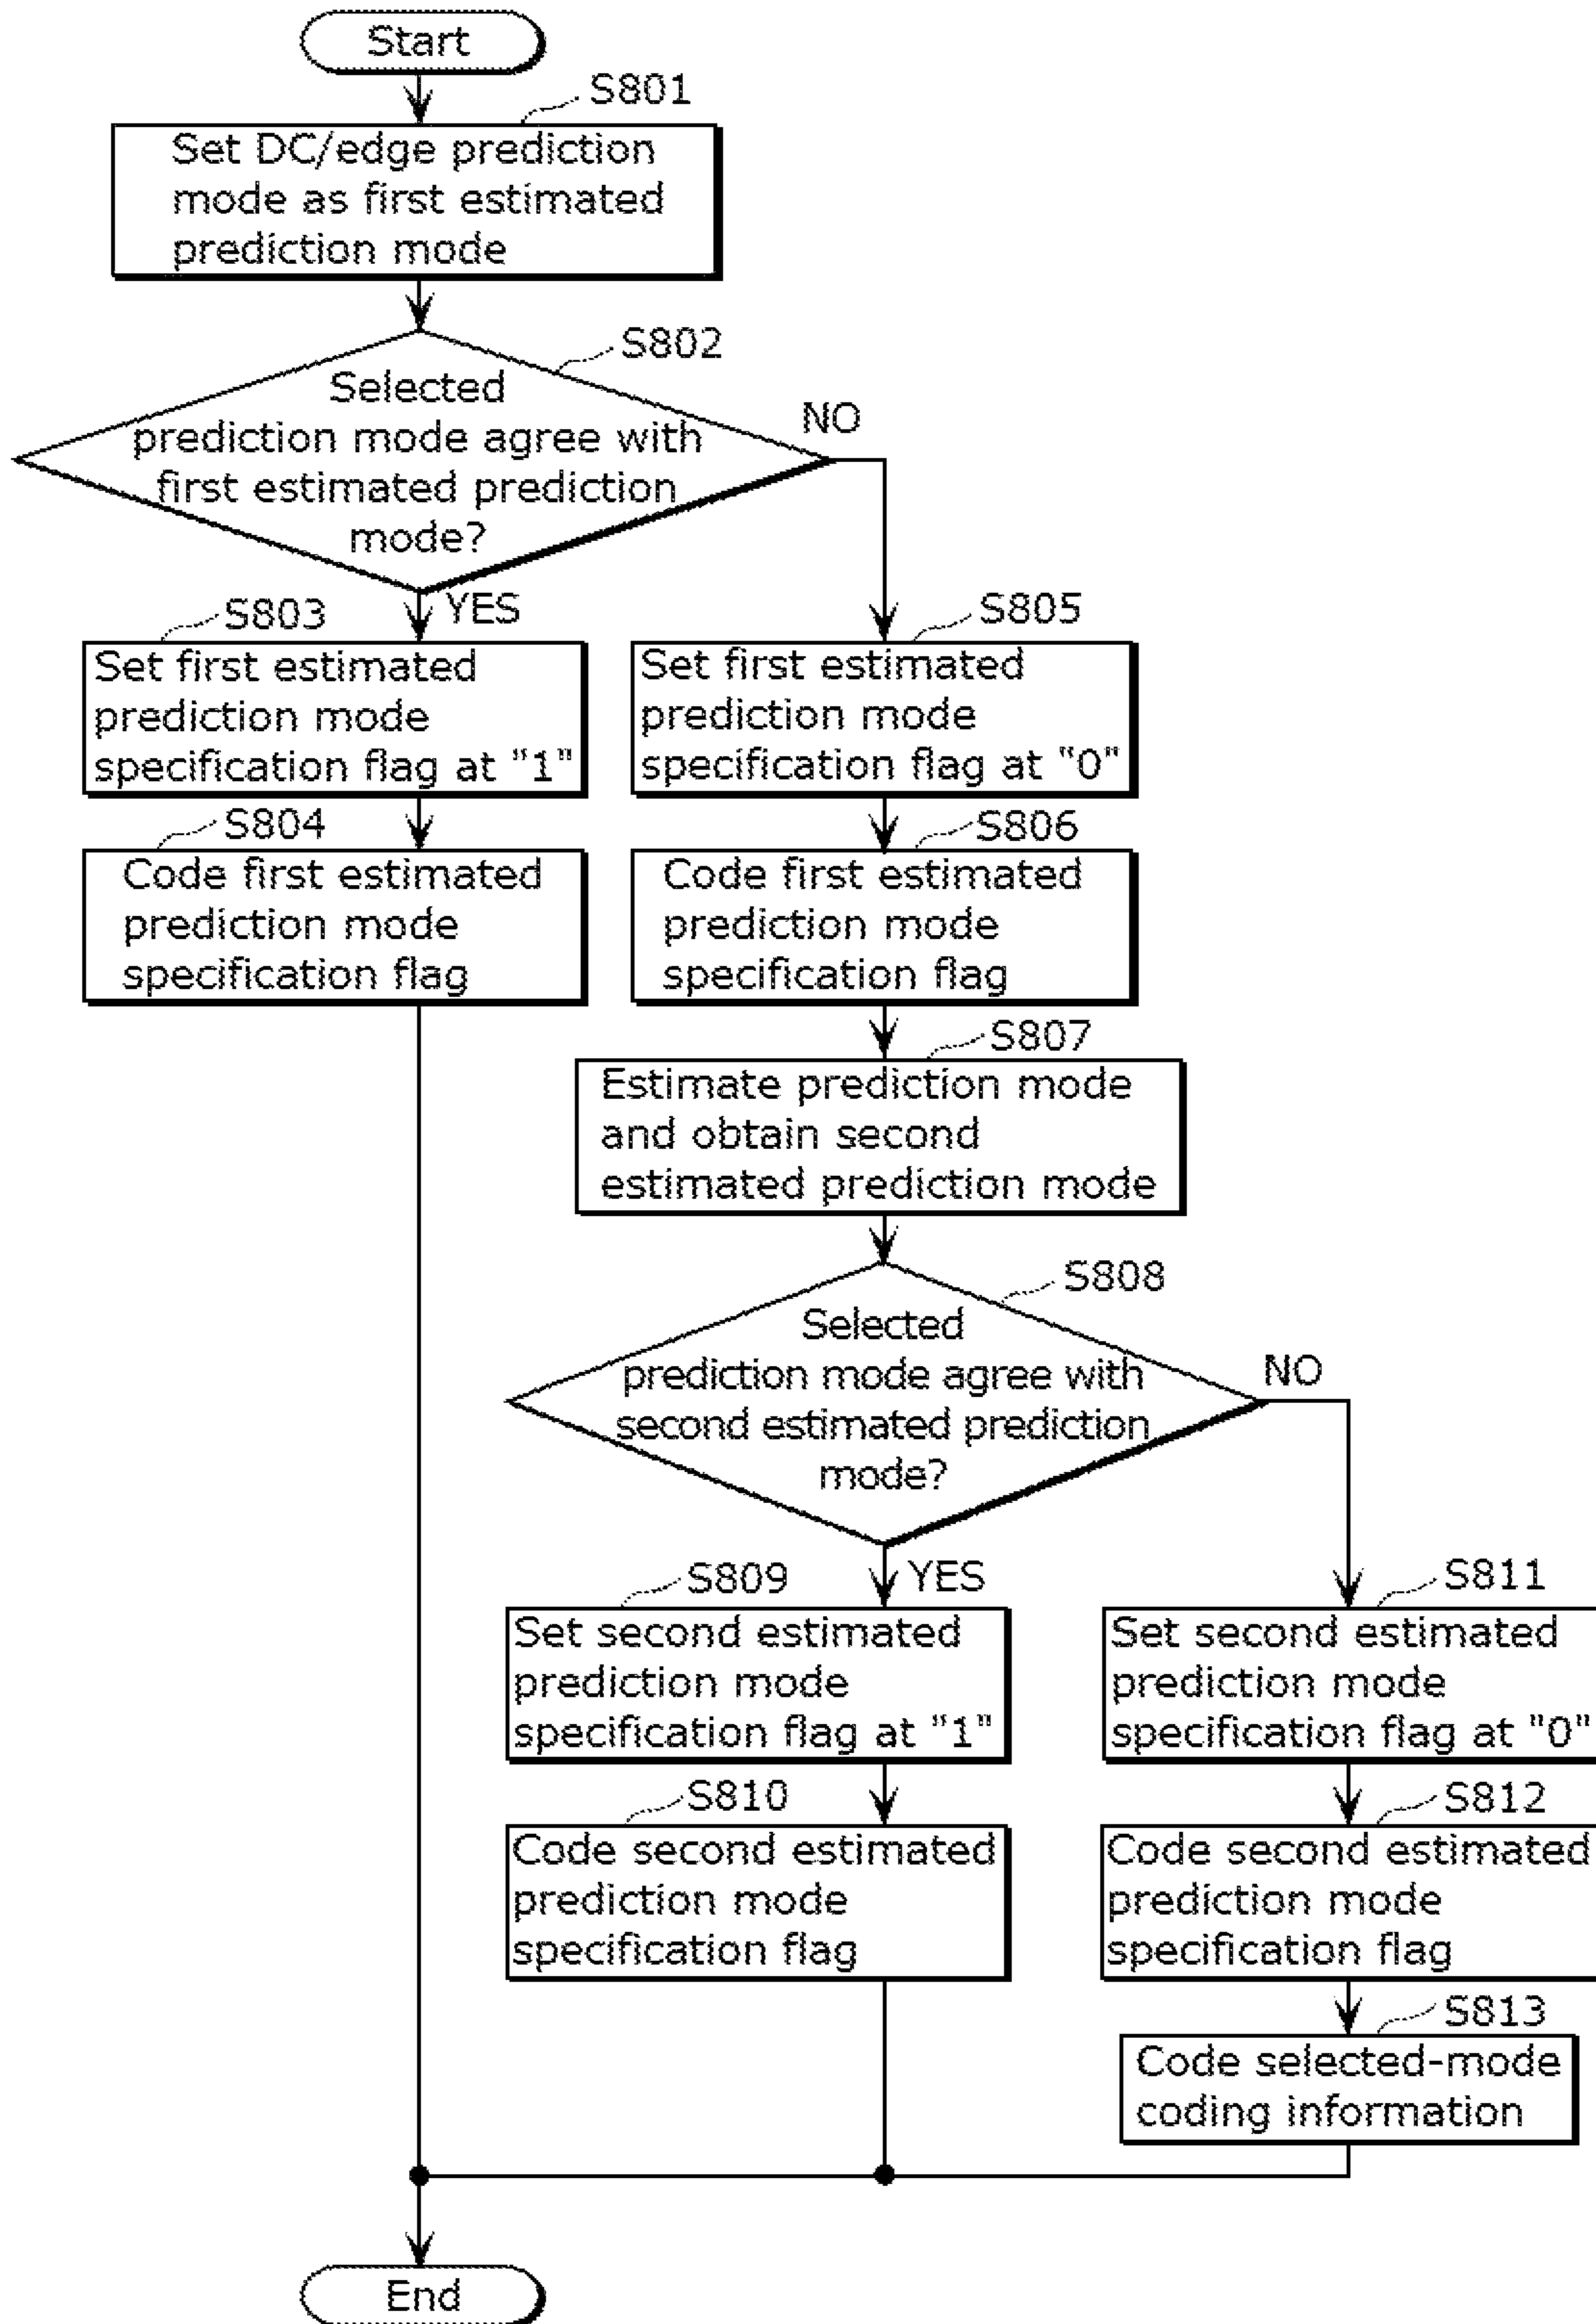 Start
S801
Set DC/edge prediction
mode as first estimated
prediction mode
S802
Selected
prediction mode agree with
first estimated prediction
mode?
NO
YES
S803
Set first estimated
prediction mode
specification flag at "1"
S804
Code first estimated
prediction mode
specification flag
S805
Set first estimated
prediction mode
specification flag at "0"
S806
Code first estimated
prediction mode
specification flag
S807
Estimate prediction mode
and obtain second
estimated prediction mode
S808
Selected
prediction mode agree with
second estimated prediction
mode?
NO
YES
S809
Set second estimated
prediction mode
specification flag at "1"
S810
Code second estimated
prediction mode
specification flag
S811
Set second estimated
prediction mode
specification flag at "0"
S812
Code second estimated
prediction mode
specification flag
S813
Code selected-mode
coding information
End